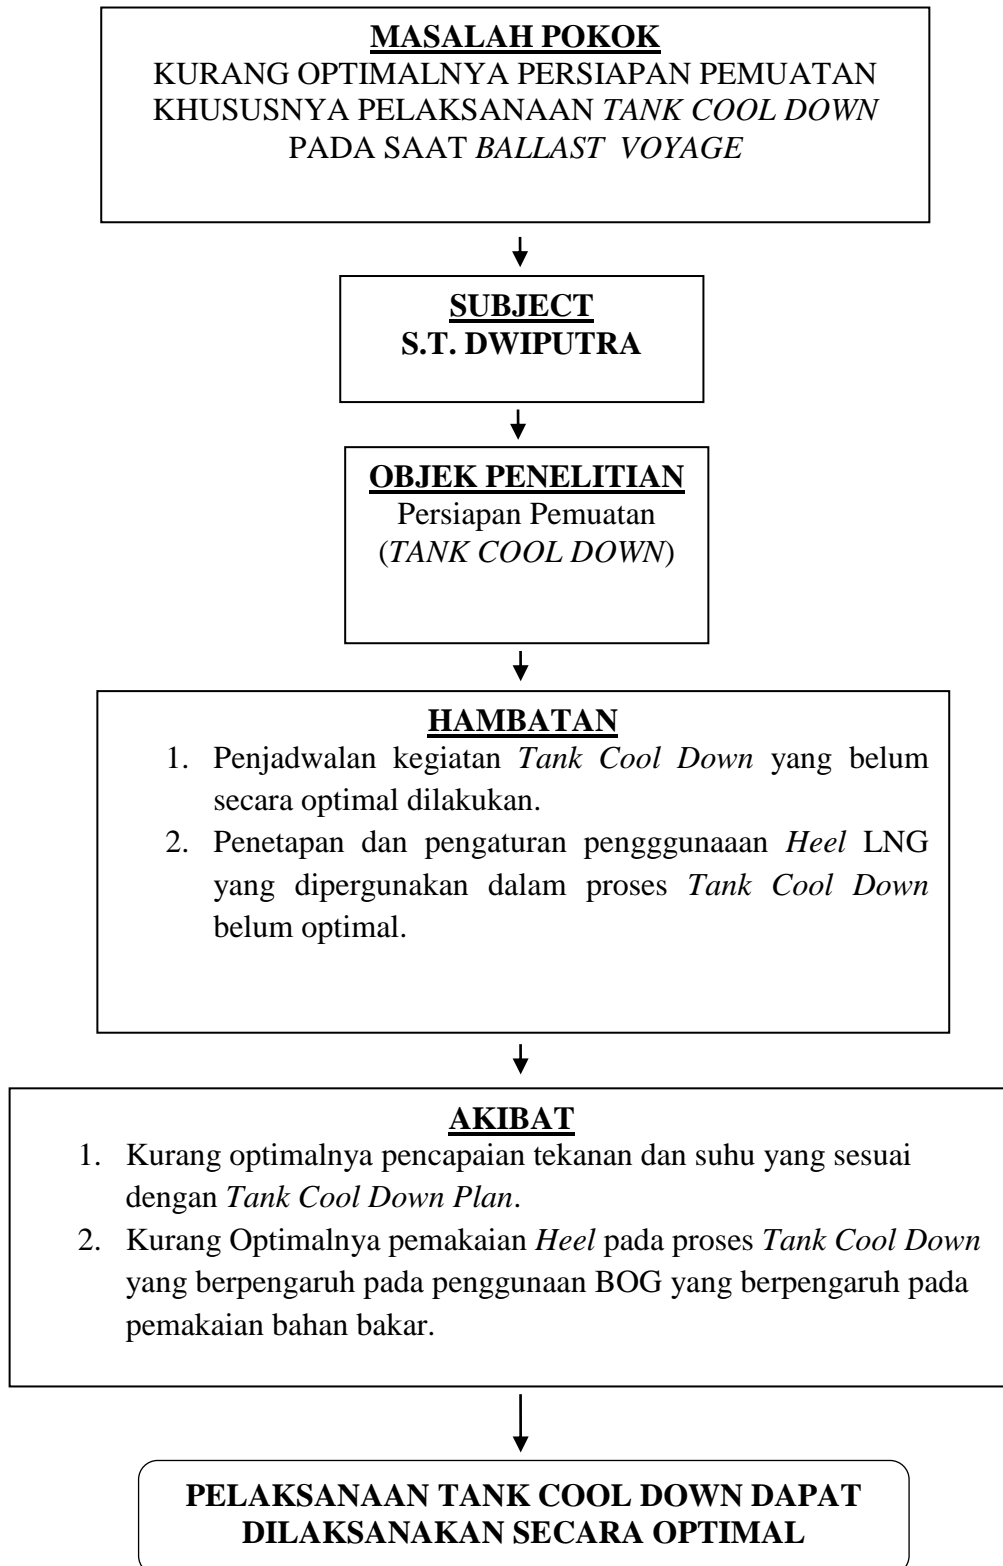 MASALAH POKOK
KURANG OPTIMALNYA PERSIAPAN PEMUATAN
KHUSUSNYA PELAKSANAAN TANK COOL DOWN
PADA SAAT BALLAST VOYAGE
SUBJECT
S.T. DWIPUTRA
OBJEK PENELITIAN
Persiapan Pemuatan
(TANK COOL DOWN)
HAMBATAN
1. Penjadwalan kegiatan Tank Cool Down yang belum
secara optimal dilakukan.
2. Penetapan dan pengaturan pengggunaaan Heel LNG
yang dipergunakan dalam proses Tank Cool Down
belum optimal.
AKIBAT
1. Kurang optimalnya pencapaian tekanan dan suhu yang sesuai
dengan Tank Cool Down Plan.
2. Kurang Optimalnya pemakaian Heel pada proses Tank Cool Down
yang berpengaruh pada penggunaan BOG yang berpengaruh pada
pemakaian bahan bakar.
PELAKSANAAN TANK COOL DOWN DAPAT
DILAKSANAKAN SECARA OPTIMAL